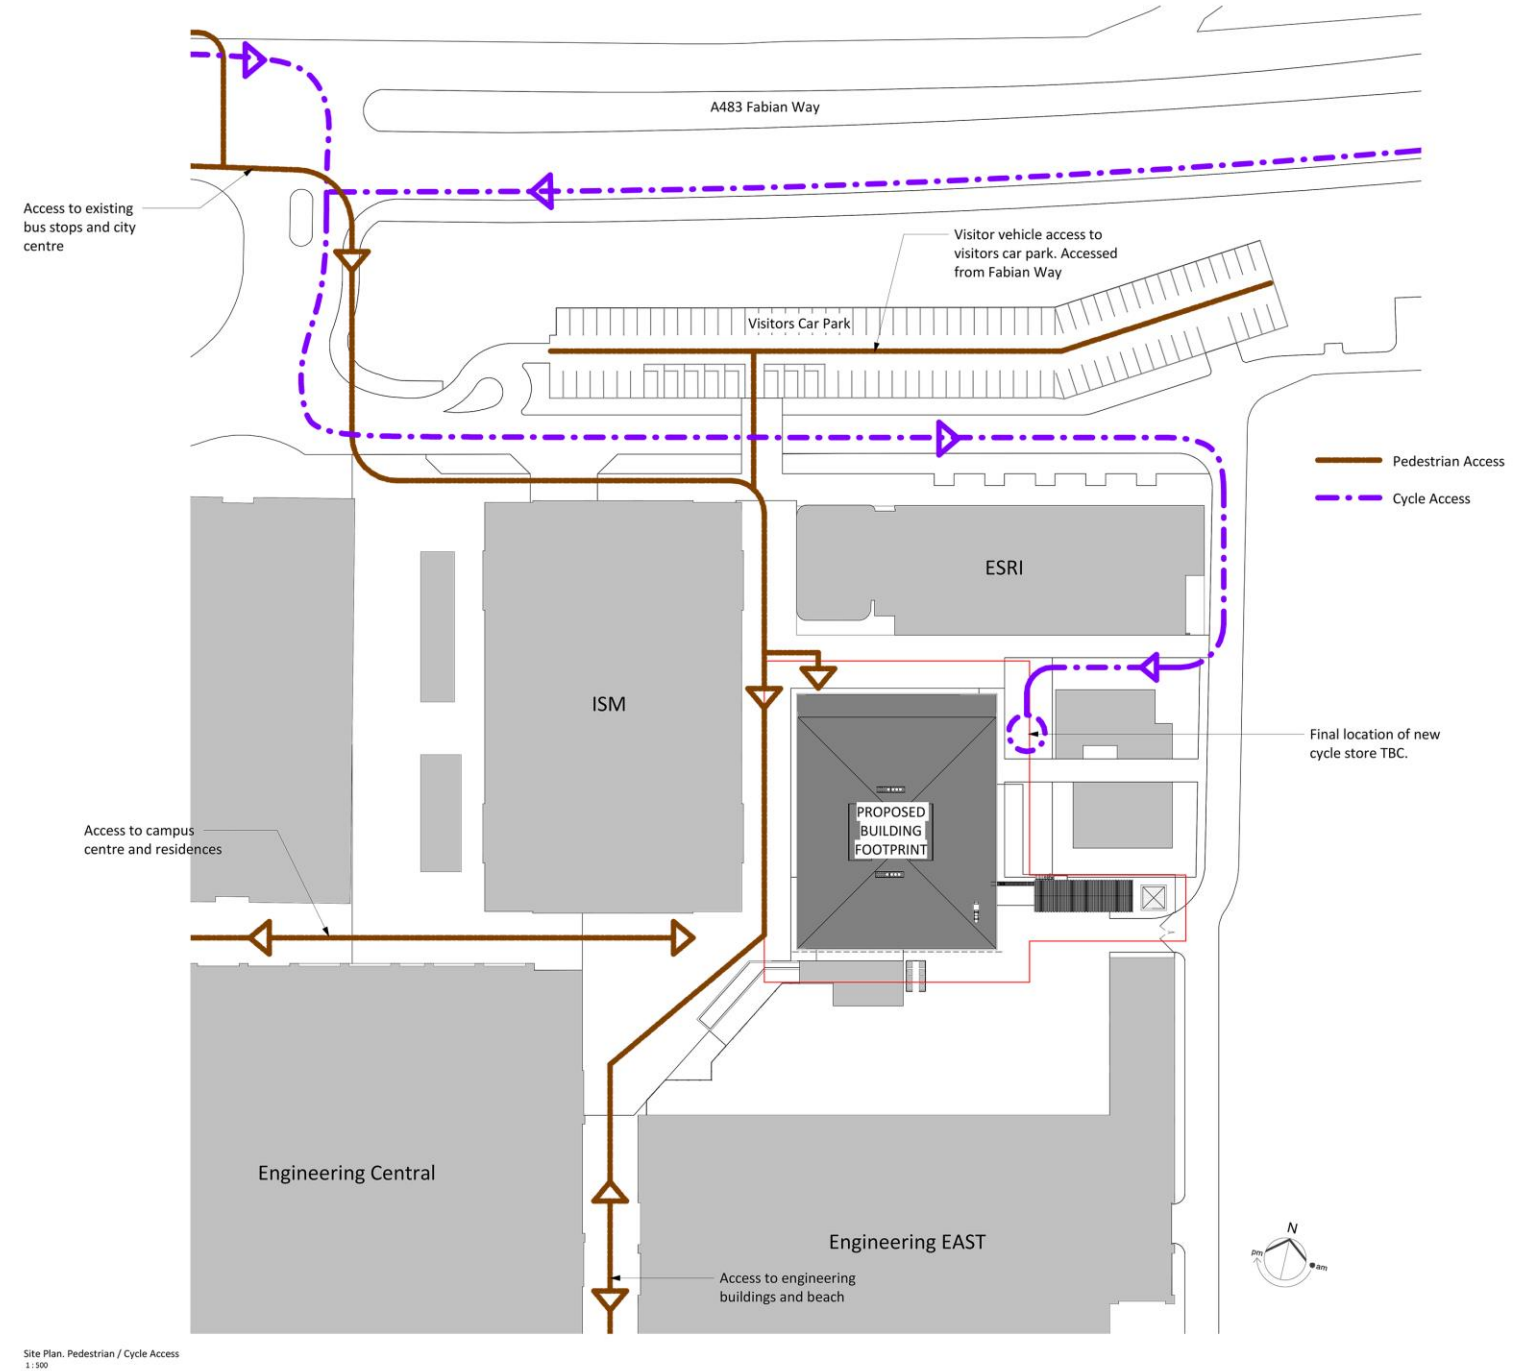 A483 Fabian Way
Access to existing
bus stops and city
centre
Visitor vehicle access to
visitors car park. Accessed
from Fabian Way
Visitors Car Park
Pedestrian Access
Cycle Access
ESRI
ISM
Final location of new
cycle store TBC.
PROPOSED
BUILDING
FOOTPRINT
Access to campus
centre and residences
Engineering Central
Engineering EAST
Access to engineering
buildings and beach
N
pm
am
Site Plan. Pedestrian / Cycle Access
1 : 500